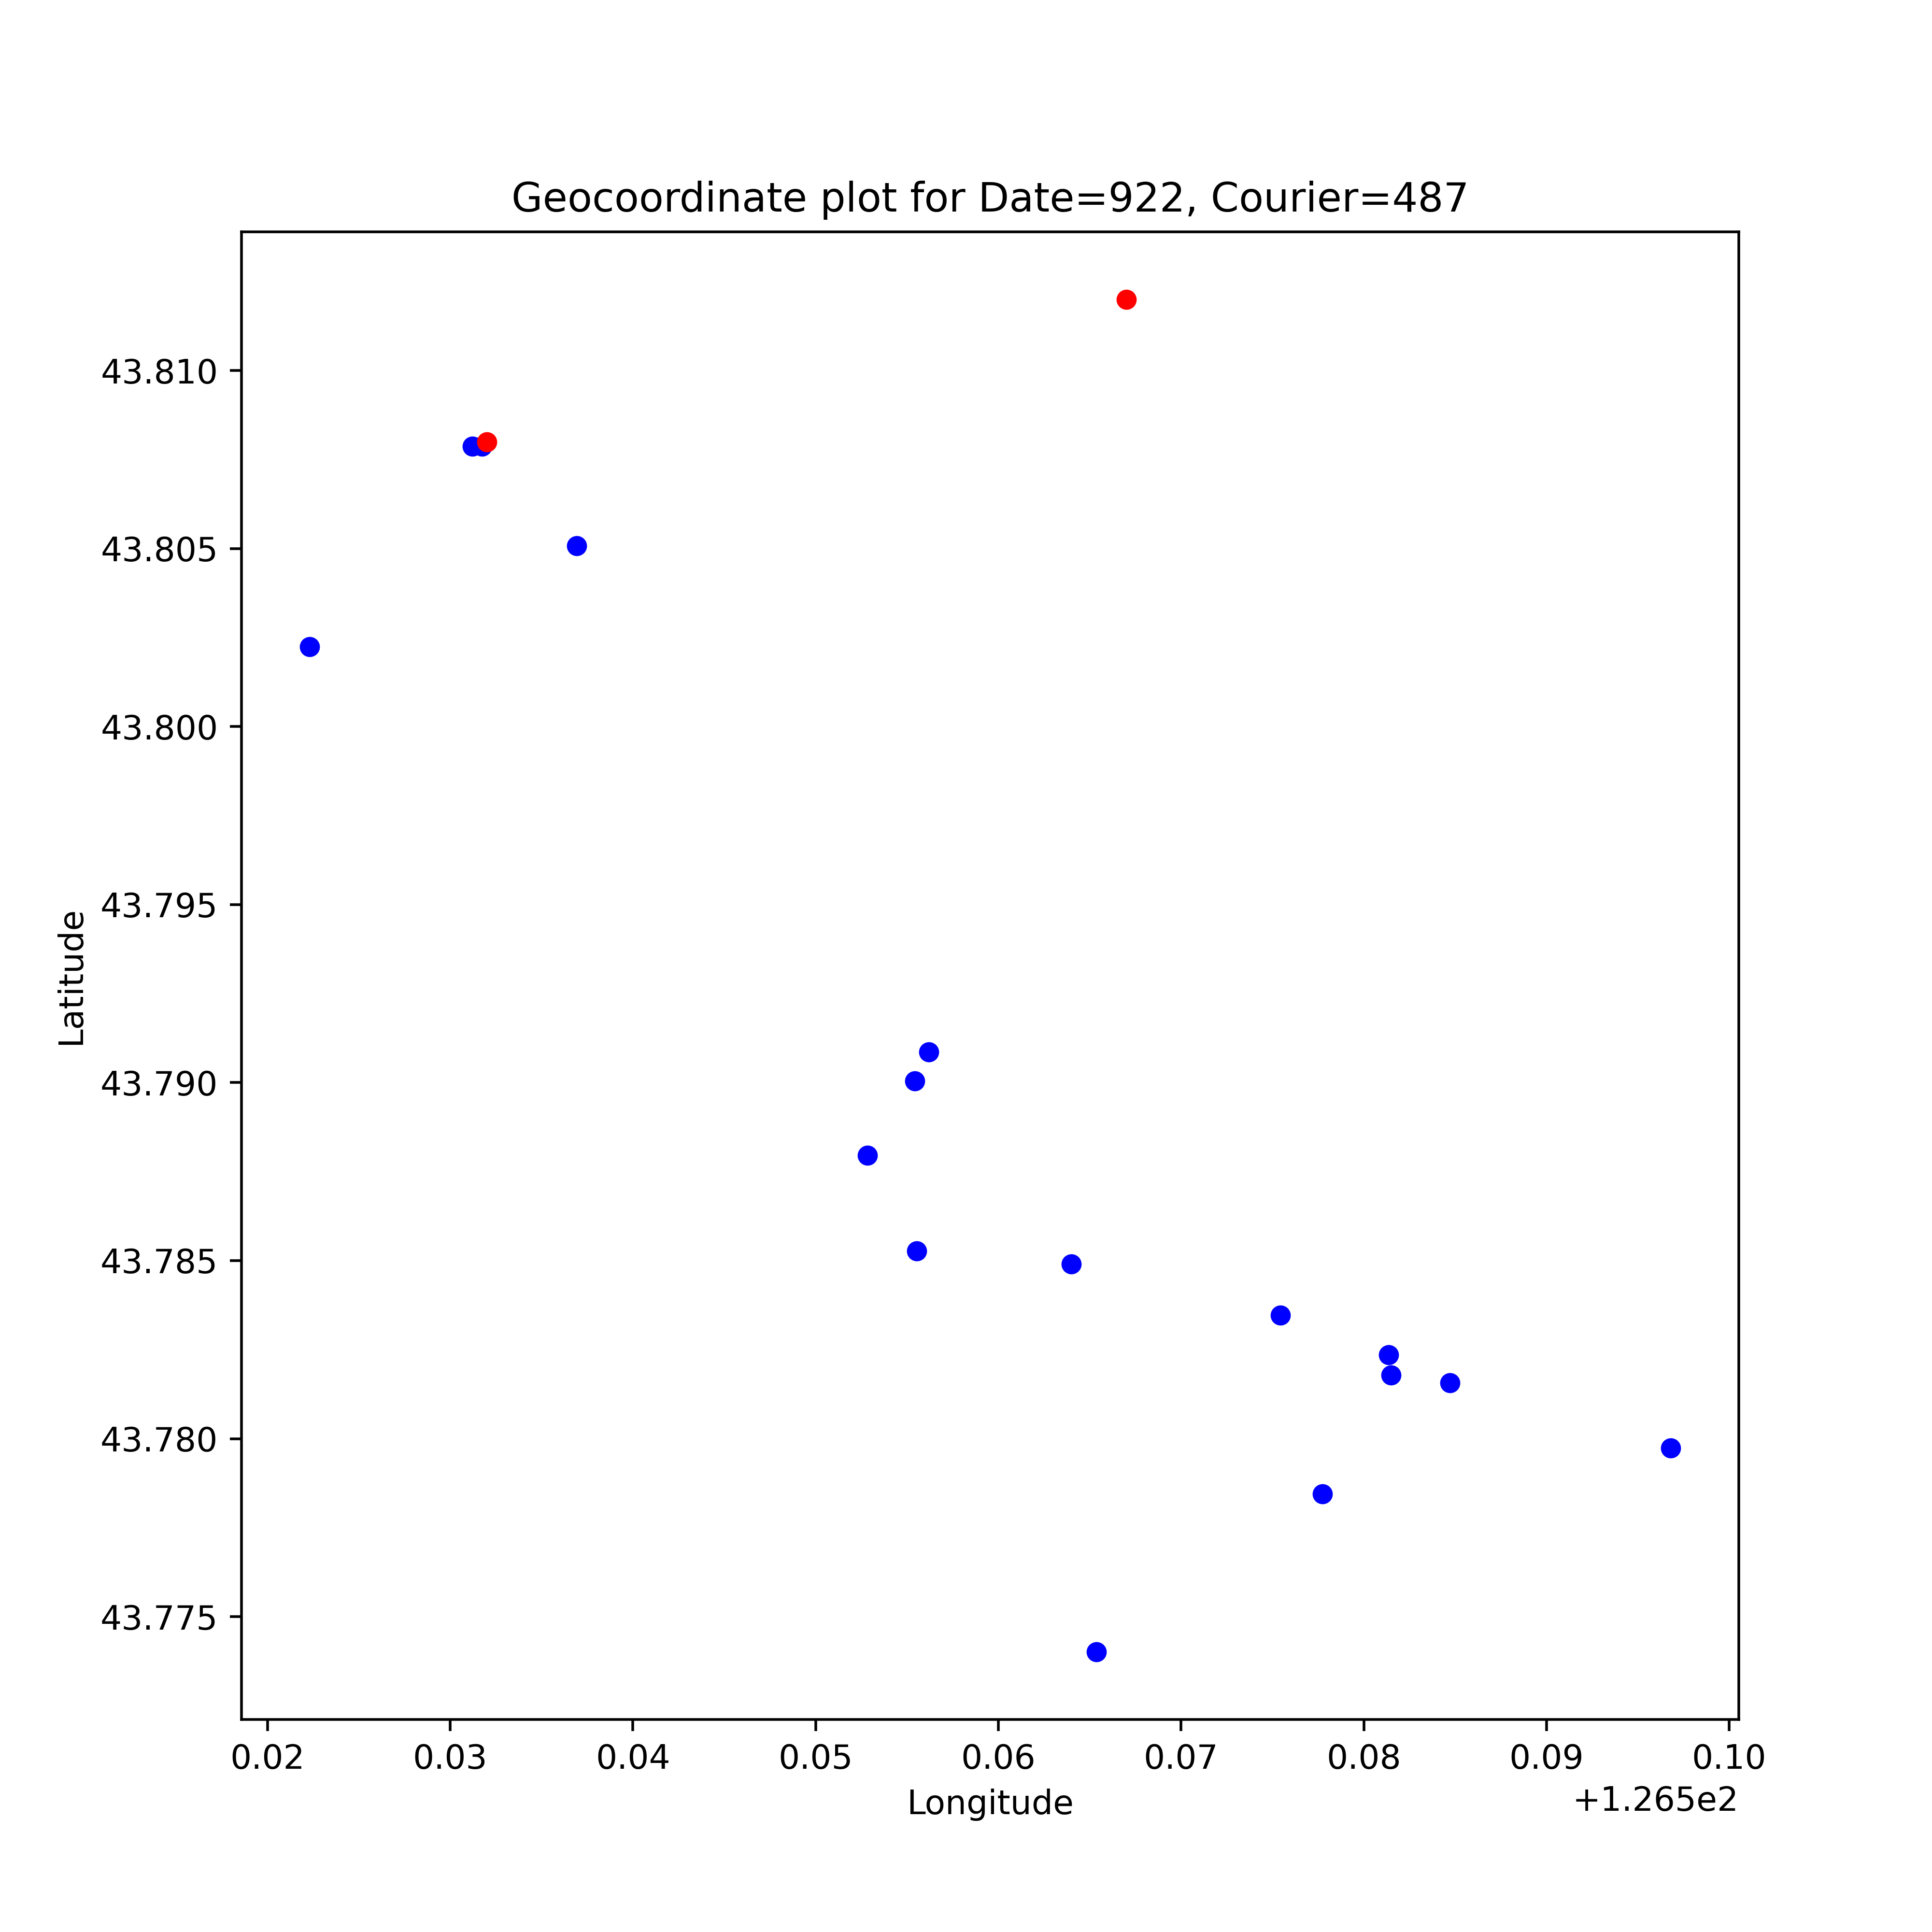 Geocoordinate plot for Date=922, Courier=487
43.810
43.805
43.800
43.795
43.790
43.785
43.780
43.775
Latitude
0.02 0.03 0.04 0.05 0.06 0.07 0.08 0.09 0.10
+1.265e2
Longitude